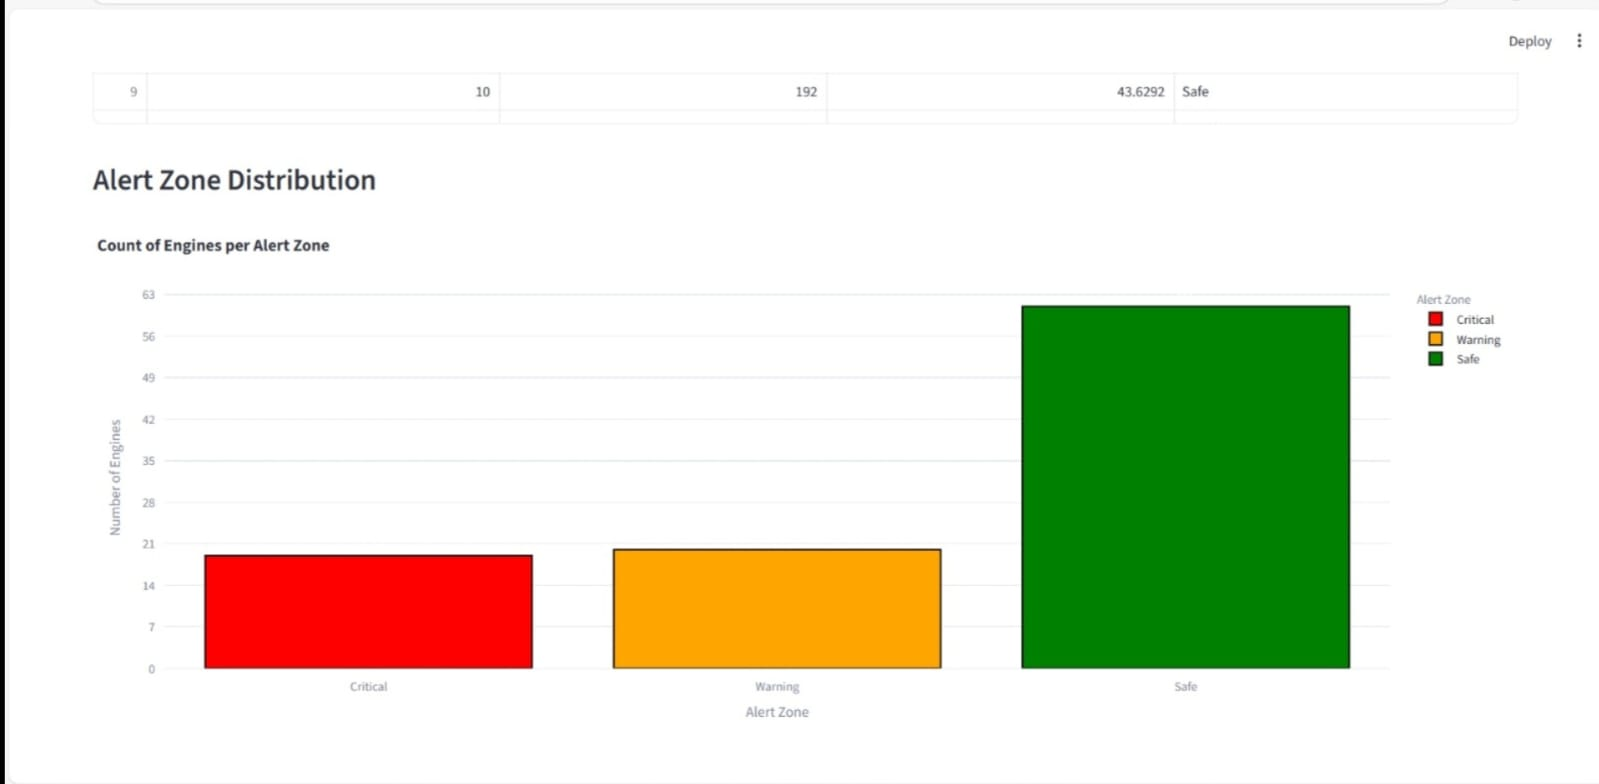 Deploy
9 10 192 43.6292 Safe
Alert Zone Distribution
Count of Engines per Alert Zone
63
56
49
42
35
28
21
14
7
0
Number of Engines
Critical Warning Safe
Alert Zone
Alert Zone
Critical
Warning
Safe